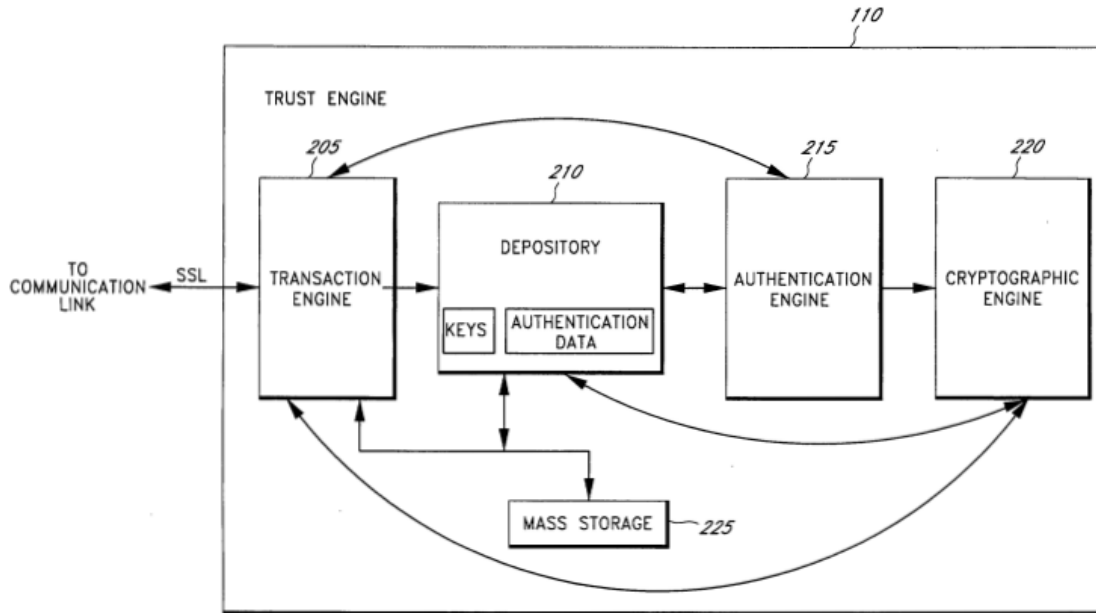 110
TRUST ENGINE
205
210
215
220
DEPOSITORY
TO
COMMUNICATION
LINK
SSL
TRANSACTION
ENGINE
AUTHENTICATION
ENGINE
CRYPTOGRAPHIC
ENGINE
KEYS
AUTHENTICATION
DATA
MASS STORAGE
225